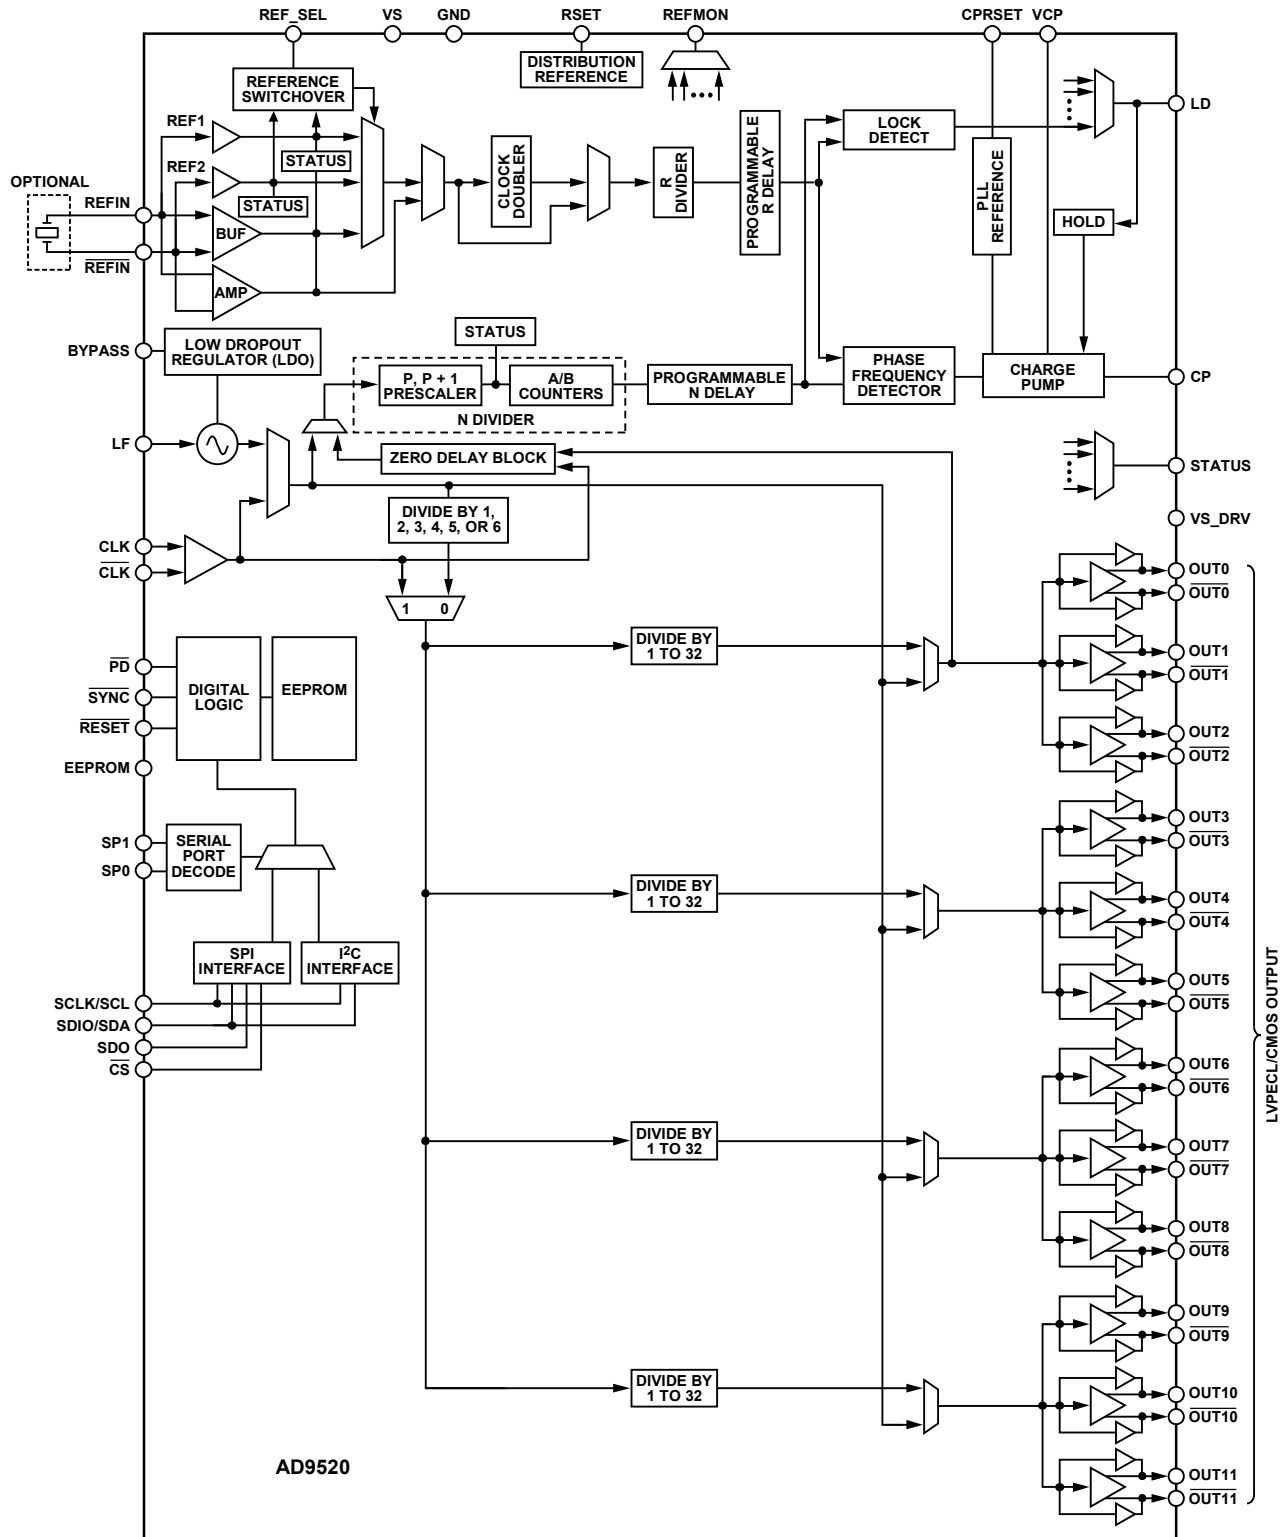 REF_SEL
VS
GND
RSET
REFMON
CPRSET
VCP
DISTRIBUTION
REFERENCE
REFERENCE
SWITCHOVER
REF1
STATUS
REF2
STATUS
OPTIONAL
REFIN
REFIN
BUF
AMP
CLOCK
DOUBLER
R
DIVIDER
PROGRAMMABLE
R DELAY
LOCK
DETECT
PLL
REFERENCE
LD
HOLD
BYPASS
LOW DROPOUT
REGULATOR (LDO)
STATUS
P, P + 1
PRESCALER
A/B
COUNTERS
N DIVIDER
PROGRAMMABLE
N DELAY
PHASE
FREQUENCY
DETECTOR
CHARGE
PUMP
CP
LF
ZERO DELAY BLOCK
STATUS
DIVIDE BY 1,
2, 3, 4, 5, OR 6
VS_DRV
CLK
CLK
1 0
OUT0
OUT0
DIVIDE BY
1 TO 32
OUT1
OUT1
PD
SYNC
RESET
DIGITAL
LOGIC
EEPROM
EEPROM
OUT2
OUT2
SP1
SP0
SERIAL
PORT
DECODE
OUT3
OUT3
DIVIDE BY
1 TO 32
OUT4
OUT4
SPI
INTERFACE
I2C
INTERFACE
OUT5
OUT5
SCLK/SCL
SDIO/SDA
SDO
CS
OUT6
OUT6
DIVIDE BY
1 TO 32
OUT7
OUT7
OUT8
OUT8
OUT9
OUT9
DIVIDE BY
1 TO 32
OUT10
OUT10
OUT11
OUT11
LVPECL/CMOS OUTPUT
AD9520